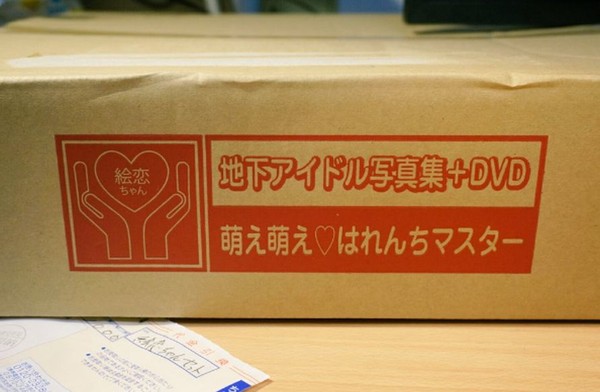 絵恋
ちゃん
地下アイドル写真集+DVD
萌え萌え♡はれんちマスター